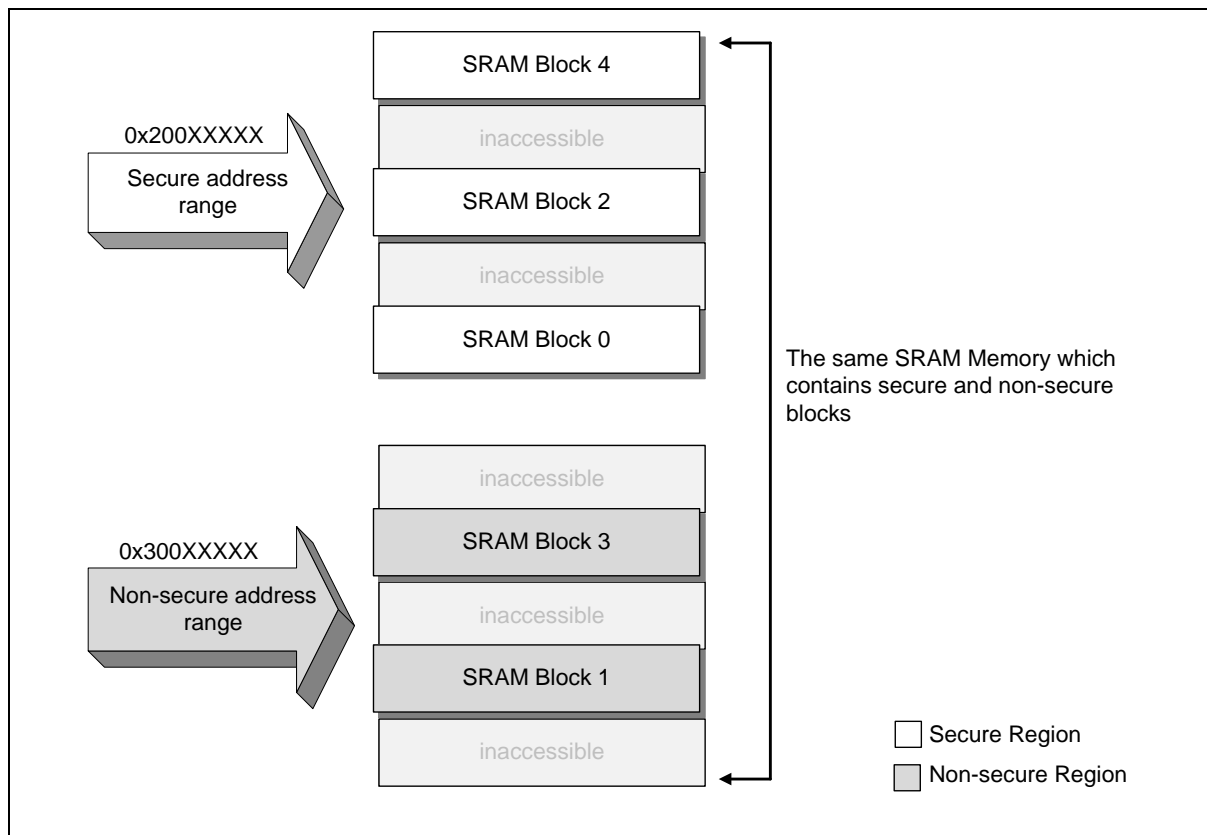 SRAM Block 4
0x200XXXXX
Secure address
range
inaccessible
SRAM Block 2
inaccessible
SRAM Block 0
The same SRAM Memory which
contains secure and non-secure
blocks
inaccessible
0x300XXXXX
Non-secure address
range
SRAM Block 3
inaccessible
SRAM Block 1
inaccessible
Secure Region
Non-secure Region